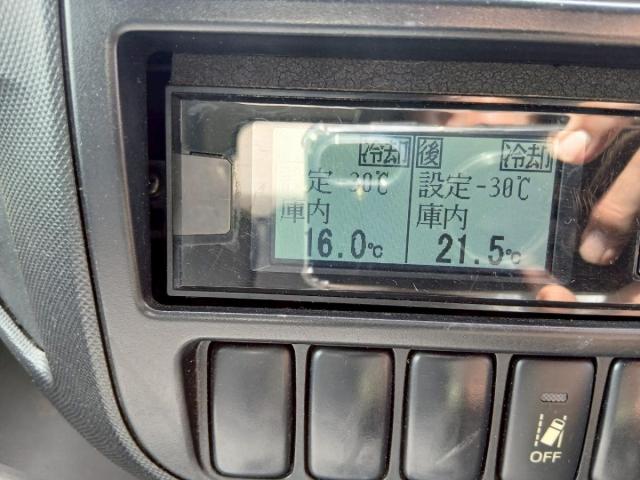 冷却
設定-30℃
庫内
16.0℃
後 冷却
設定-30℃
庫内
21.5℃
OFF